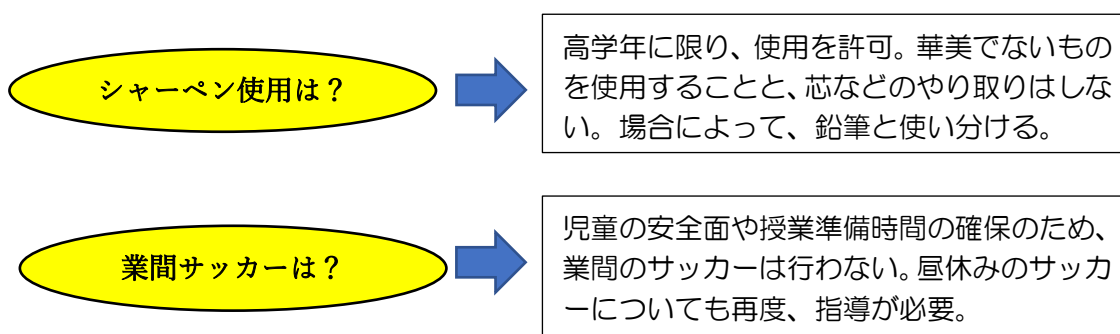 シャーペン使用は？
高学年に限り、使用を許可。華美でないもの
を使用することと、芯などのやり取りはしな
い。場合によって、鉛筆と使い分ける。
業間サッカーは？
児童の安全面や授業準備時間の確保のため、
業間のサッカーは行わない。昼休みのサッカ
ーについても再度、指導が必要。